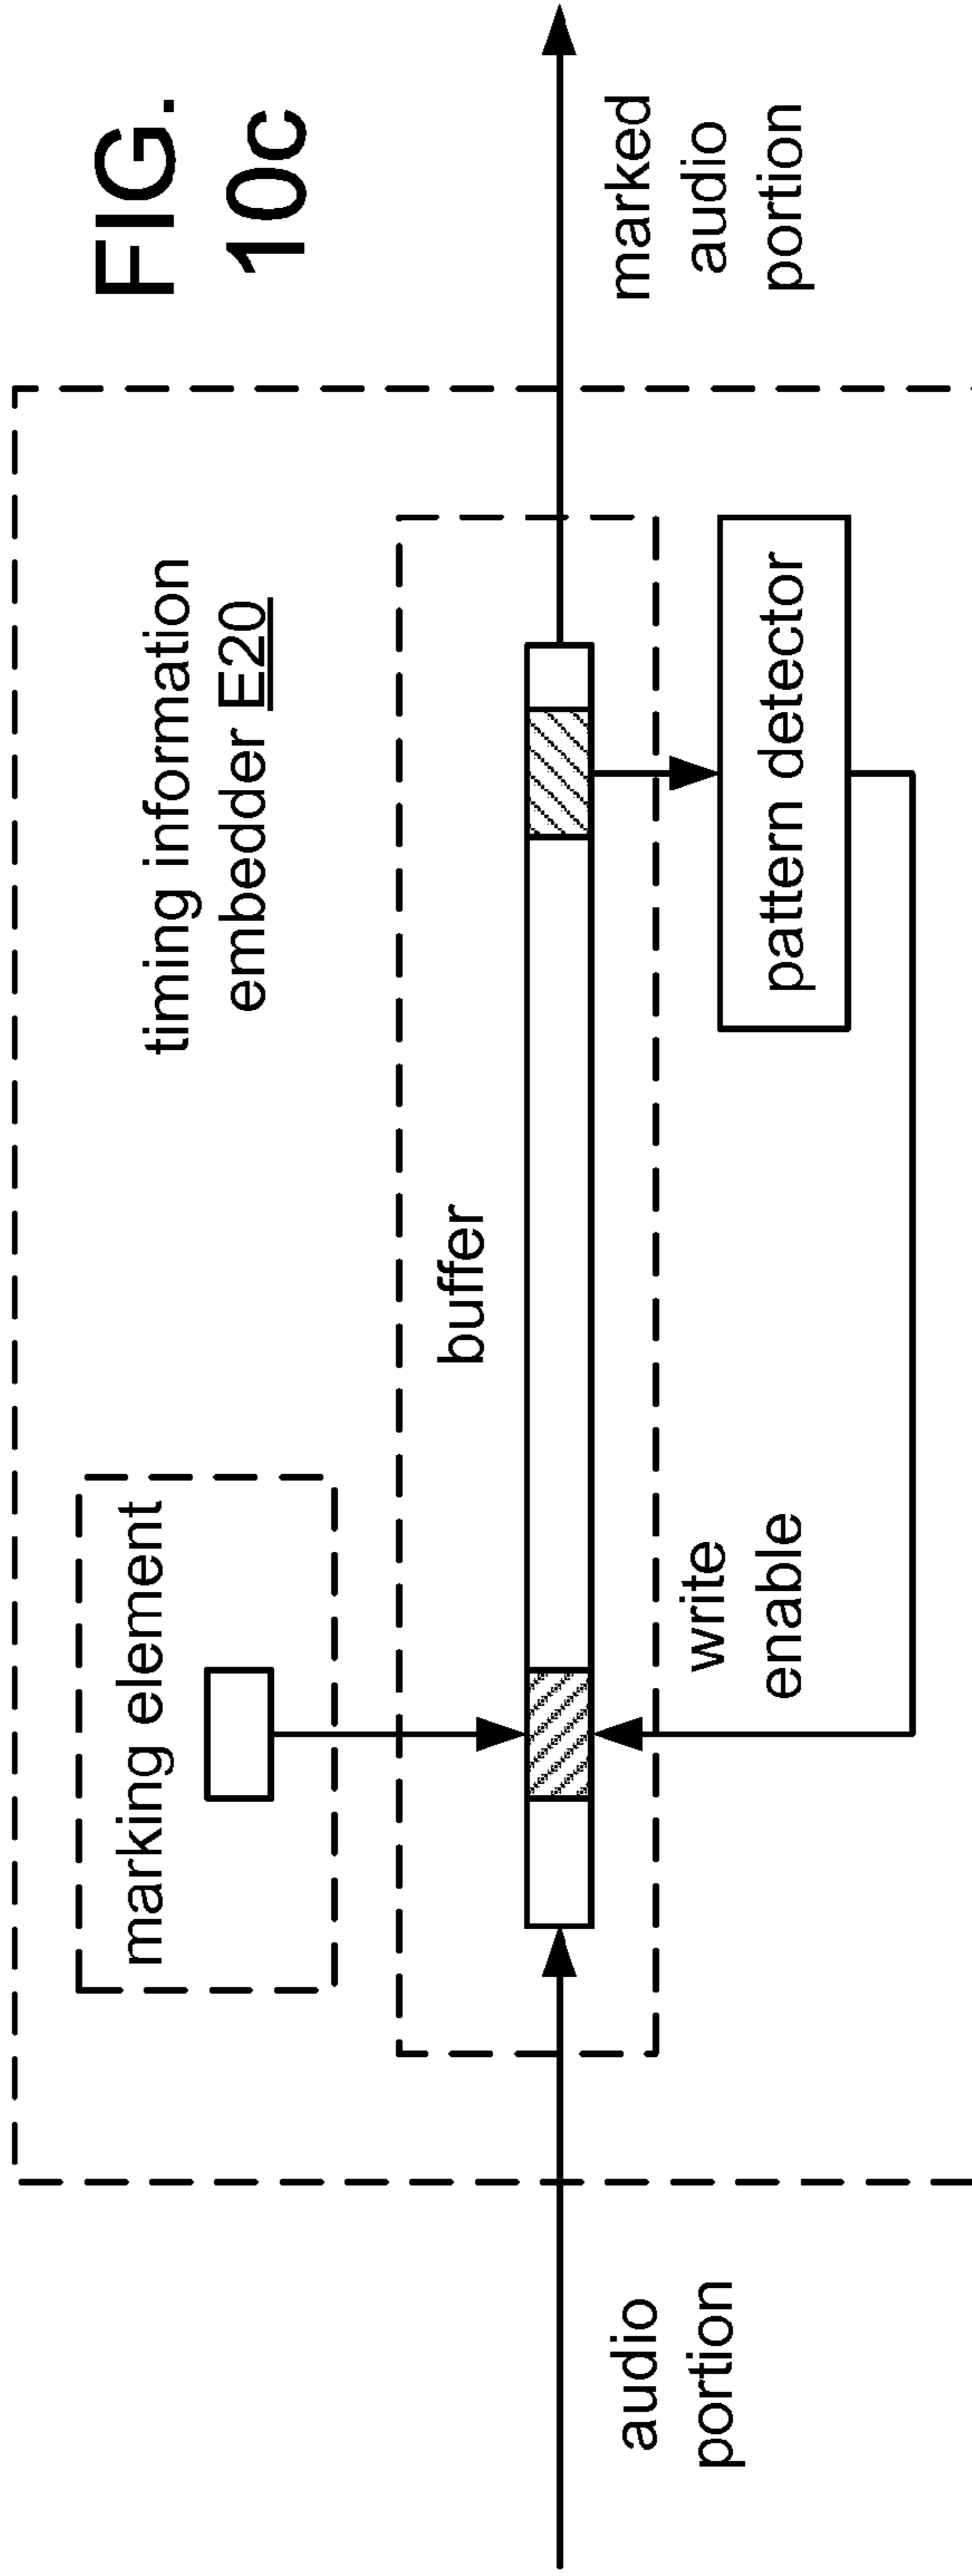 FIG.
10c
timing information
embedder E20
marking element
buffer
write
enable
pattern detector
audio
portion
marked
audio
portion